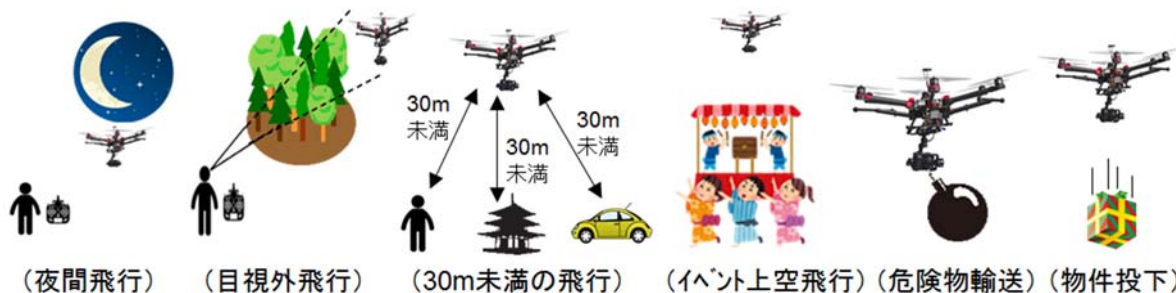 30m
未満
30m
未満
30m
未満
(夜間飛行)
(目視外飛行)
(30m未満の飛行)
(イベント上空飛行)
(危険物輸送)
(物件投下)